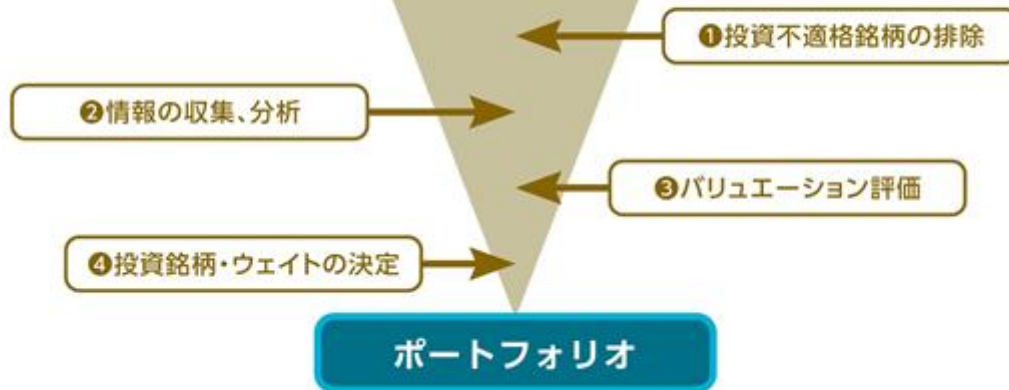 ❶投資不適格銘柄の排除
❷情報の収集、分析
❸バリュエーション評価
❹投資銘柄・ウェイトの決定
ポートフォリオ